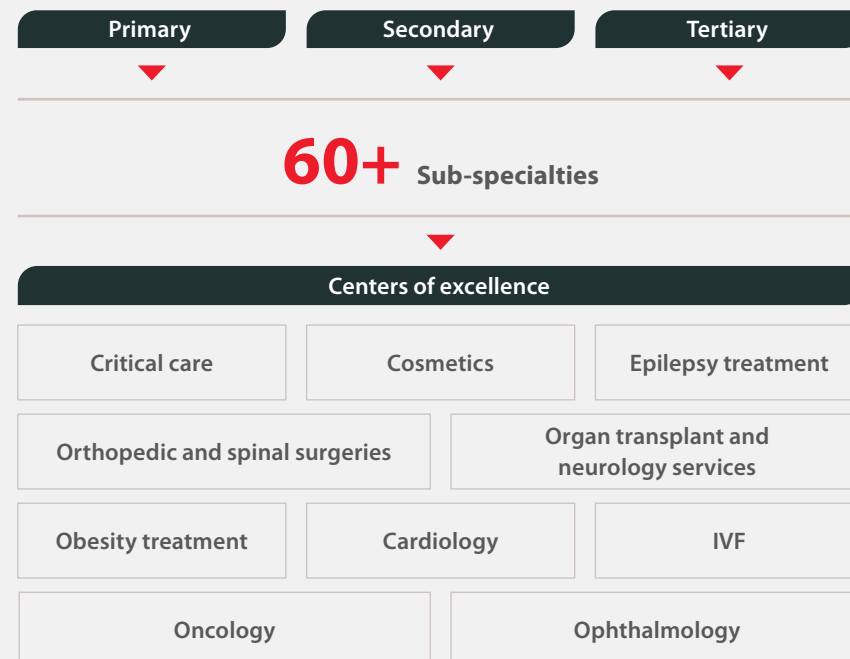 Primary
Secondary
Tertiary
60+ Sub-specialties
Centers of excellence
Critical care
Cosmetics
Epilepsy treatment
Orthopedic and spinal surgeries
Organ transplant and
neurology services
Obesity treatment
Cardiology
IVF
Oncology
Ophthalmology